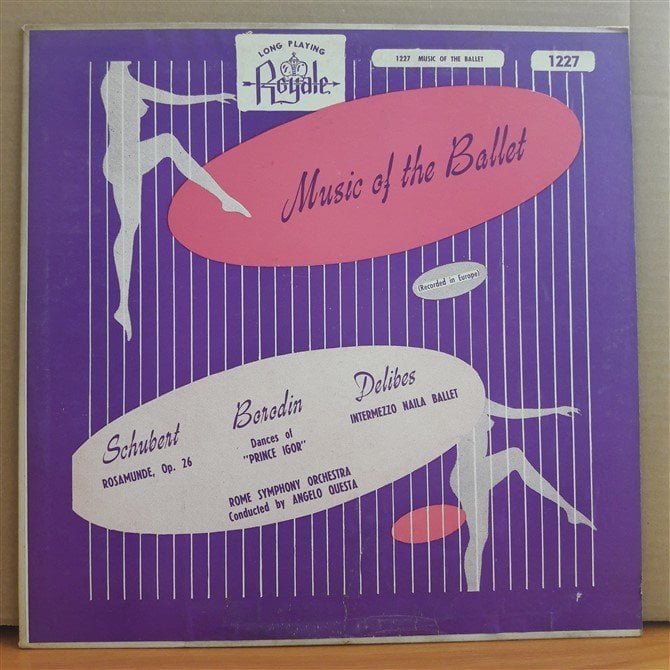 LONG PLAYING
Royale
1227 MUSIC OF THE BALLET
1227
Music of the Ballet
(Recorded in Europe)
Schubert
ROSAMUNDE, Op. 26
Borodin
Dances of
"PRINCE IGOR"
Delibes
INTERMEZZO NAILA BALLET
ROME SYMPHONY ORCHESTRA
Conducted by ANGELO QUESTA